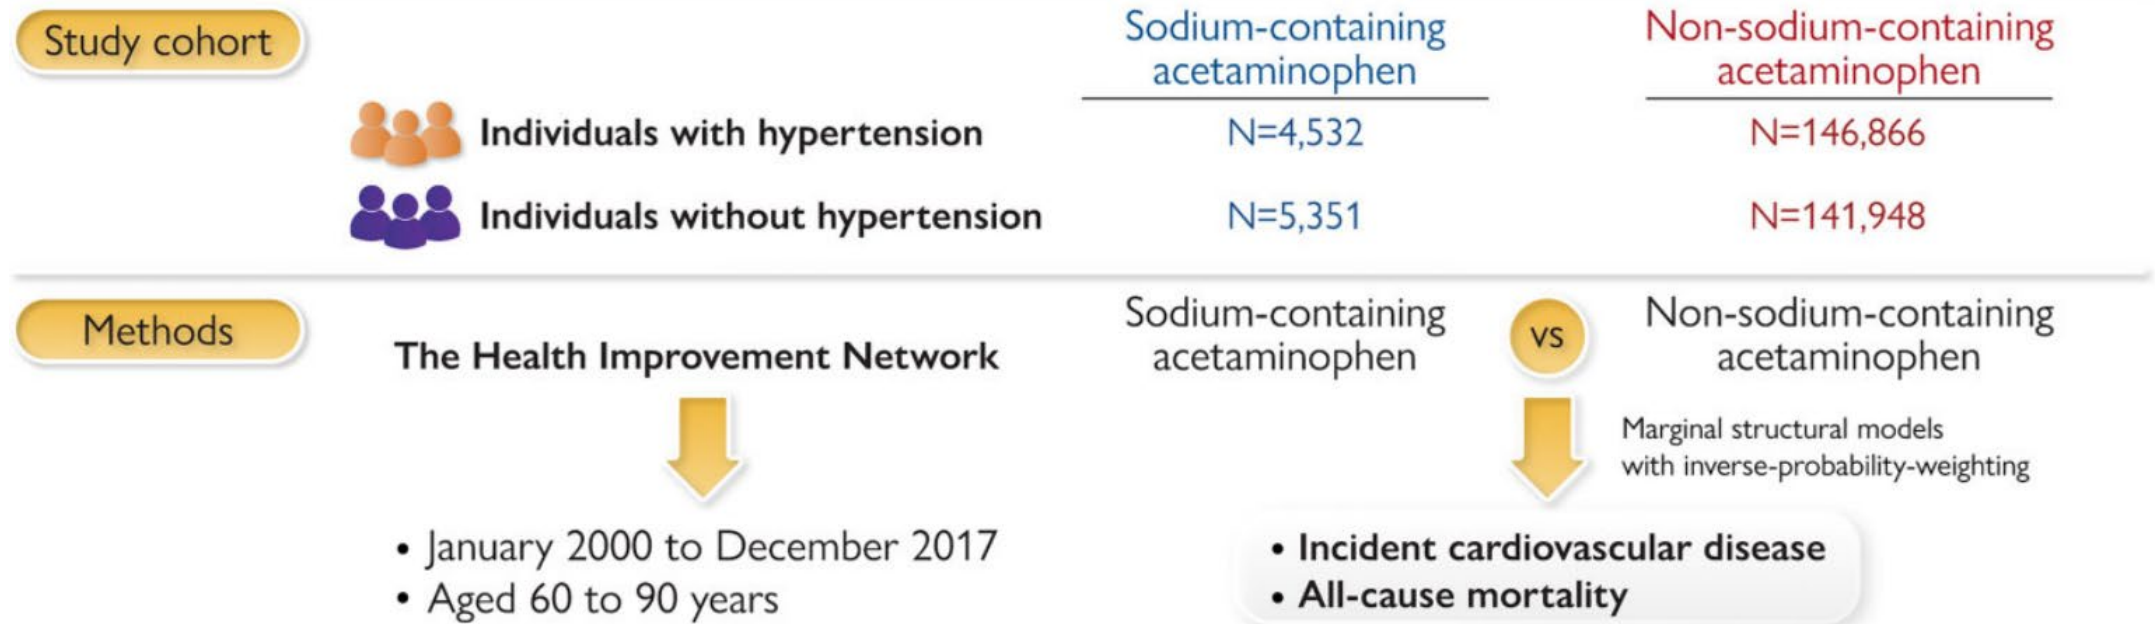 Study cohort
Sodium-containing
acetaminophen
Non-sodium-containing
acetaminophen
Individuals with hypertension
N=4,532
N=146,866
Individuals without hypertension
N=5,351
N=141,948
Methods
The Health Improvement Network
Sodium-containing
acetaminophen
VS
Non-sodium-containing
acetaminophen
Marginal structural models
with inverse-probability-weighting
• January 2000 to December 2017
• Aged 60 to 90 years
• Incident cardiovascular disease
• All-cause mortality